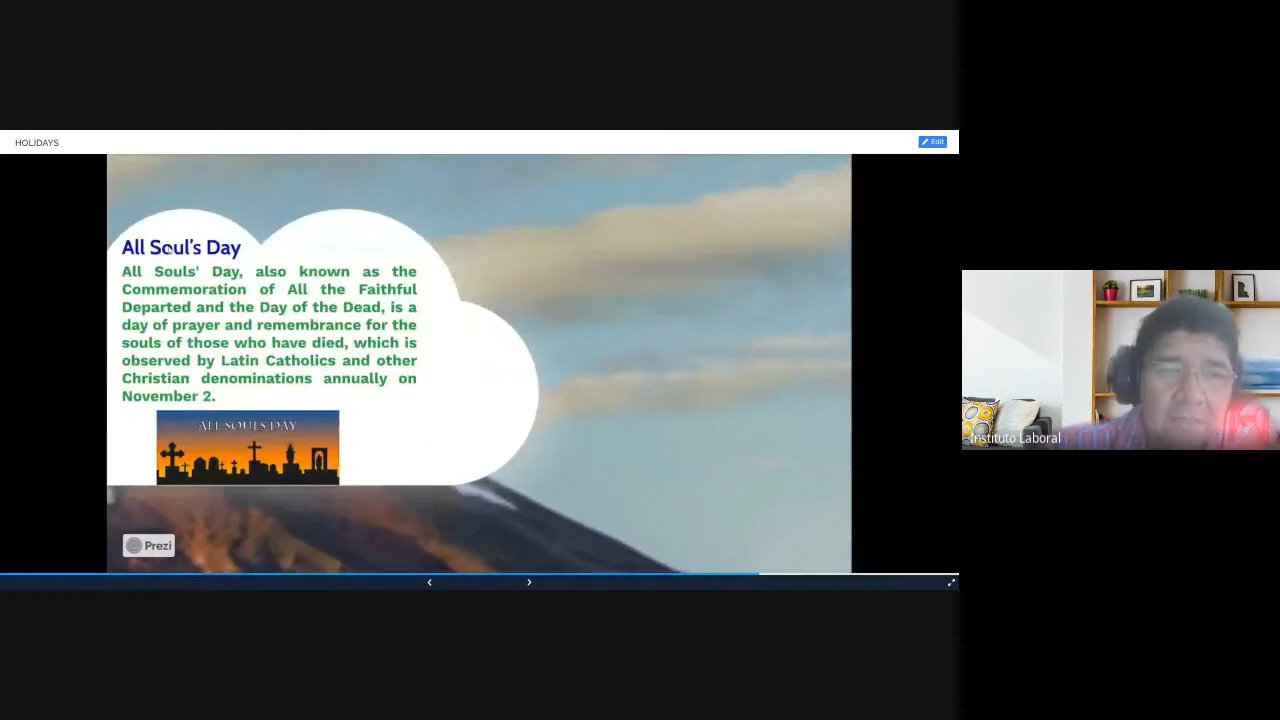 HOLIDAYS
Edit
All Soul's Day
All Souls' Day, also known as the
Commemoration of All the Faithful
Departed and the Day of the Dead, is a
day of prayer and remembrance for the
souls of those who have died, which is
observed by Latin Catholics and other
Christian denominations annually on
November 2.
ALL SOULS DAY
Prezi
Instituto Laboral